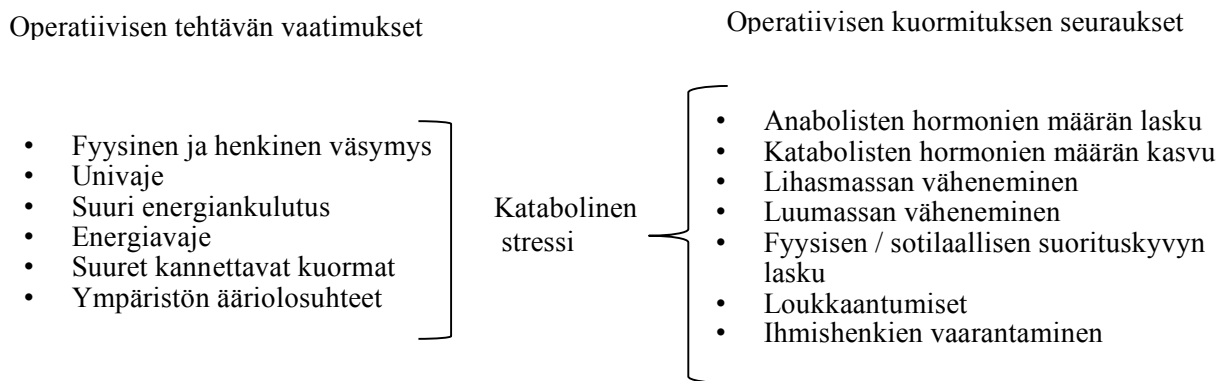 Operatiivisen tehtävän vaatimukset
• Fyysinen ja henkinen väsymys
• Univaje
• Suuri energiankulutus
• Energiavaje
• Suuret kannettavat kuormat
• Ympäristön ääriolosuhteet
Katabolinen
stressi
Operatiivisen kuormituksen seuraukset
• Anabolisten hormonien määrän lasku
• Katabolisten hormonien määrän kasvu
• Lihasmassan väheneminen
• Luumassan väheneminen
• Fyysisen / sotilaallisen suorituskyvyn
lasku
• Loukkaantumiset
• Ihmishenkien vaarantaminen